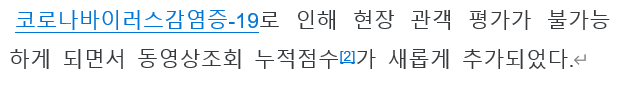 코로나바이러스감염증-19로 인해 현장 관객 평가가 불가능
하게 되면서 동영상조회 누적점수[2]가 새롭게 추가되었다.↵